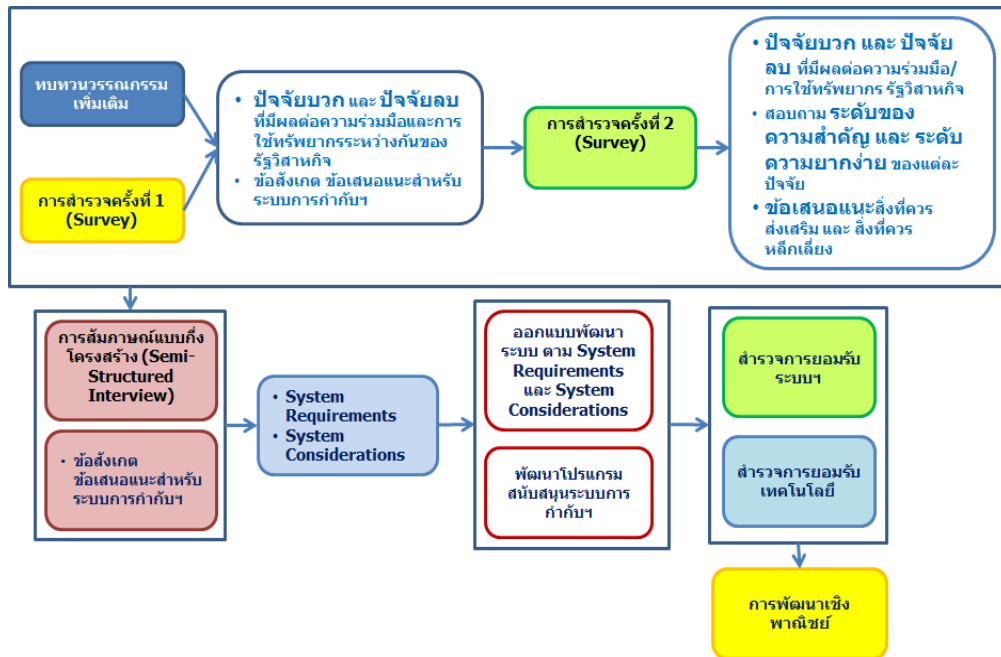 ทบทวนวรรณกรรม
เพิ่มเติม
การสำรวจครั้งที่ 1
(Survey)
• ปัจจัยบวก และ ปัจจัยลบ
ที่มีผลต่อความร่วมมือและการ
ใช้ทรัพยากรระหว่างกันของ
รัฐวิสาหกิจ
• ข้อสังเกต ข้อเสนอแนะสำหรับ
ระบบการกำกับฯ
การสำรวจครั้งที่ 2
(Survey)
• ปัจจัยบวก และ ปัจจัย
ลบ ที่มีผลต่อความร่วมมือ/
การใช้ทรัพยากร รัฐวิสาหกิจ
• สอบถาม ระดับของ
ความสำคัญ และ ระดับ
ความยากง่าย ของแต่ละ
ปัจจัย
• ข้อเสนอแนะสิ่งที่ควร
ส่งเสริม และ สิ่งที่ควร
หลีกเลี่ยง
การสัมภาษณ์แบบกึ่ง
โครงสร้าง (Semi-
Structured
Interview)
• ข้อสังเกต
ข้อเสนอแนะสำหรับ
ระบบการกำกับฯ
• System
Requirements
• System
Considerations
ออกแบบพัฒนา
ระบบ ตาม System
Requirements
และ System
Considerations
พัฒนาโปรแกรม
สนับสนุนระบบการ
กำกับฯ
สำรวจการยอมรับ
ระบบฯ
สำรวจการยอมรับ
เทคโนโลยี
การพัฒนาเชิง
พาณิชย์